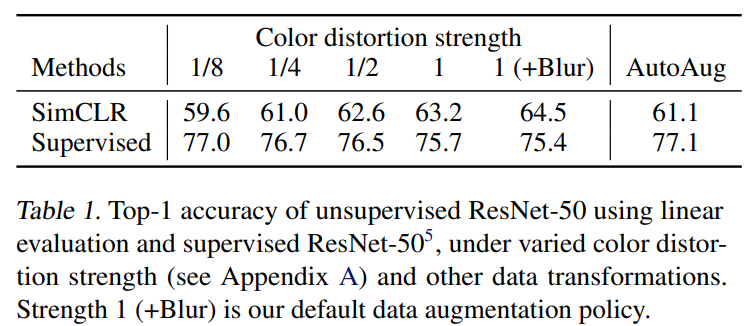 Color distortion strength
Methods 1/8 1/4 1/2 1 1 (+Blur) AutoAug
SimCLR 59.6 61.0 62.6 63.2 64.5 61.1
Supervised 77.0 76.7 76.5 75.7 75.4 77.1
Table 1. Top-1 accuracy of unsupervised ResNet-50 using linear
evaluation and supervised ResNet-50⁵, under varied color distor-
tion strength (see Appendix A) and other data transformations.
Strength 1 (+Blur) is our default data augmentation policy.